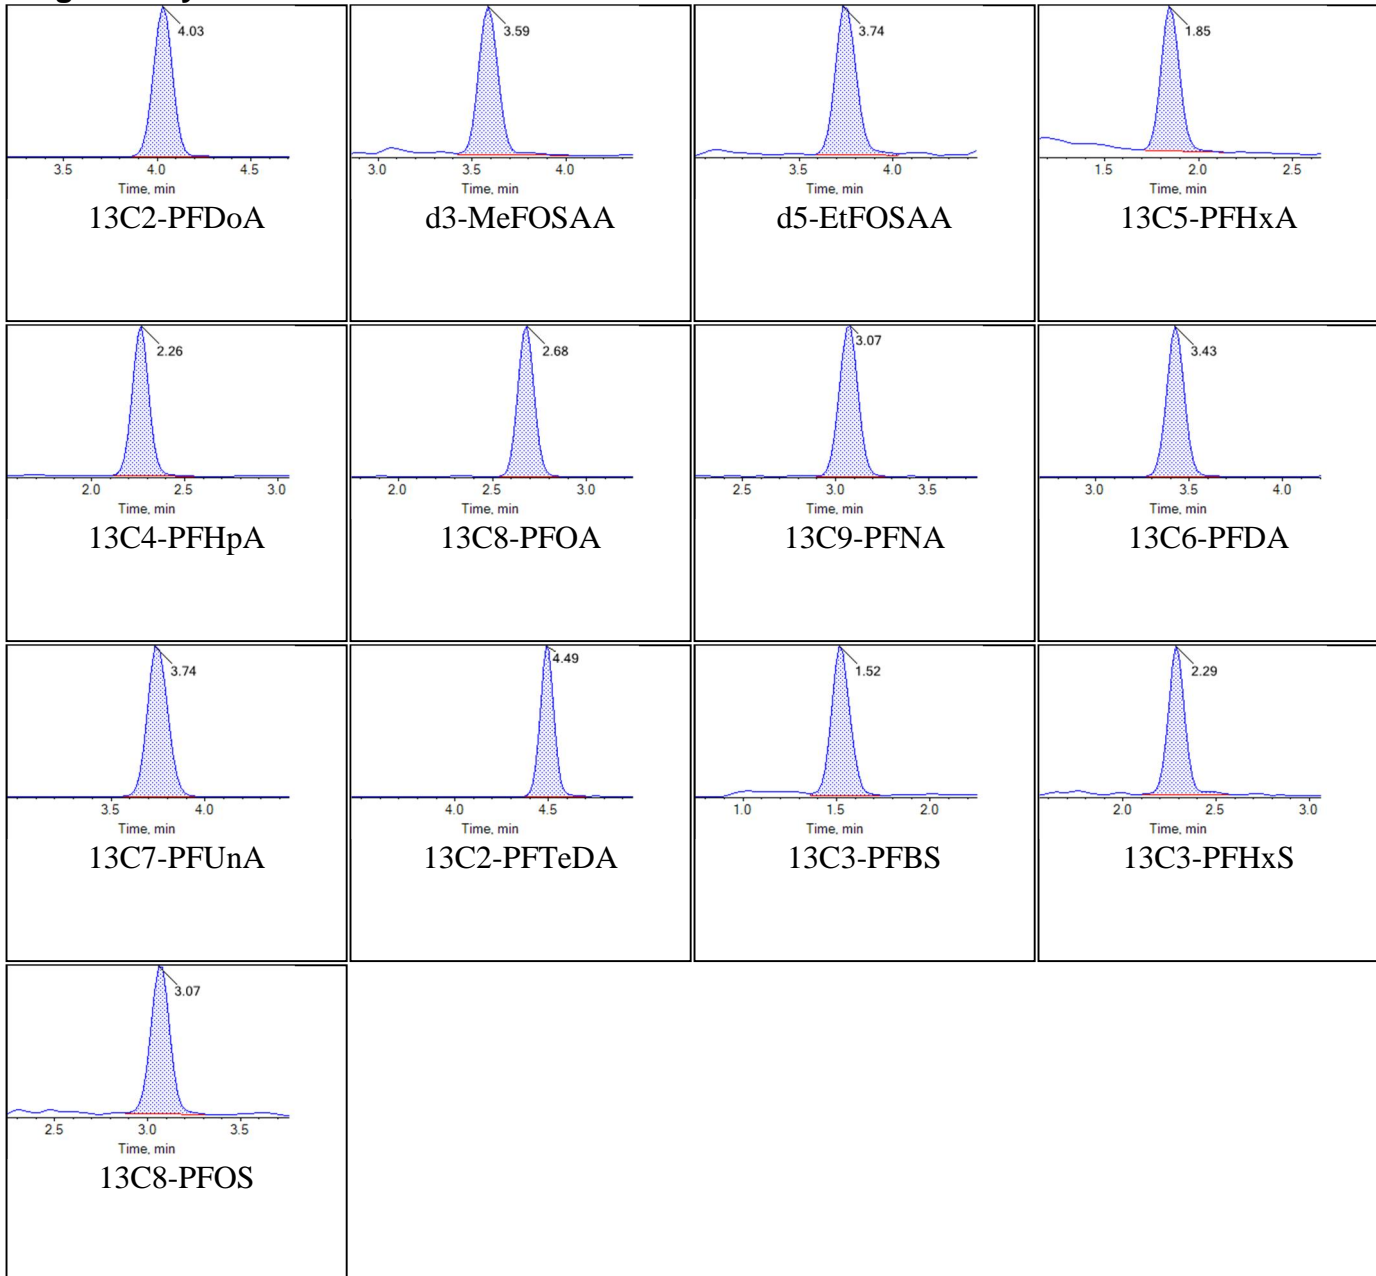 4.03
3.5 4.0 4.5
Time, min
13C2-PFDoA
3.59
3.0 3.5 4.0
Time, min
d3-MeFOSAA
3.74
3.5 4.0
Time, min
d5-EtFOSAA
1.85
1.5 2.0 2.5
Time, min
13C5-PFHxA
2.26
2.0 2.5 3.0
Time, min
13C4-PFHpA
2.68
2.0 2.5 3.0
Time, min
13C8-PFOA
3.07
2.5 3.0 3.5
Time, min
13C9-PFNA
3.43
3.0 3.5 4.0
Time, min
13C6-PFDA
3.74
3.5 4.0
Time, min
13C7-PFUnA
4.49
4.0 4.5
Time, min
13C2-PFTeDA
1.52
1.0 1.5 2.0
Time, min
13C3-PFBS
2.29
2.0 2.5 3.0
Time, min
13C3-PFHxS
3.07
2.5 3.0 3.5
Time, min
13C8-PFOS